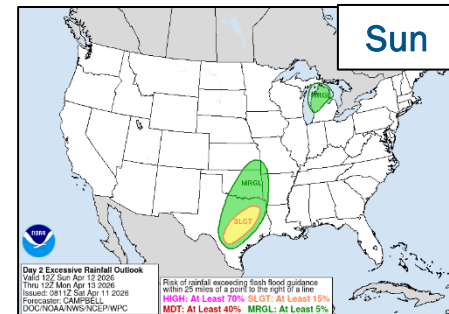 Sun
MRGL
MRGL
SLGT
NOAA
Day 2 Excessive Rainfall Outlook
Valid 12Z Sun Apr 12 2026
Thru 12Z Mon Apr 13 2026
Issued: 0811Z Sat Apr 11 2026
Forecaster: CAMPBELL
DOC/NOAA/NWS/NCEP/WPC
Risk of rainfall exceeding flash flood guidance
within 25 miles of a point to the right of a line
HIGH: At Least 70% SLGT: At Least 15%
MDT: At Least 40% MRGL: At Least 5%